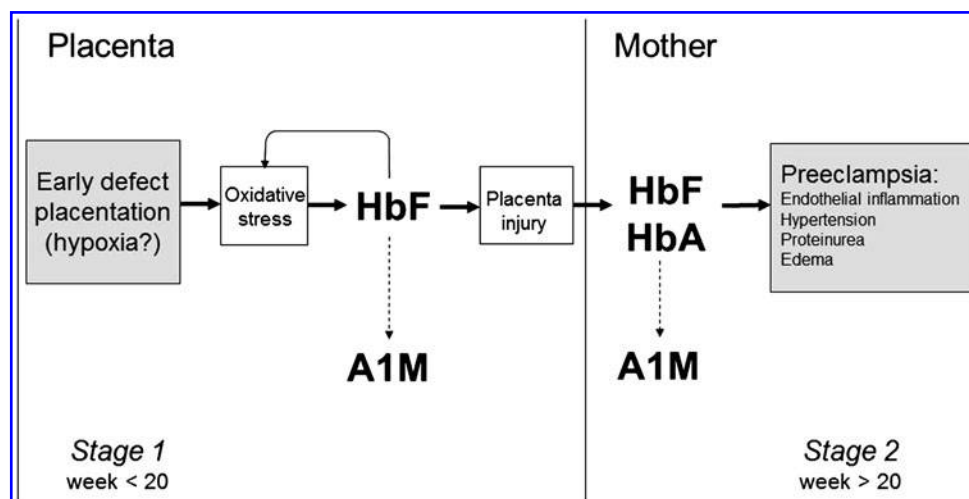 Placenta
Mother
Early defect
placentation
(hypoxia?)
Oxidative
stress
HbF
Placenta
injury
HbF
HbA
Preeclampsia:
Endothelial inflammation
Hypertension
Proteinurea
Edema
A1M
A1M
Stage 1
week < 20
Stage 2
week > 20